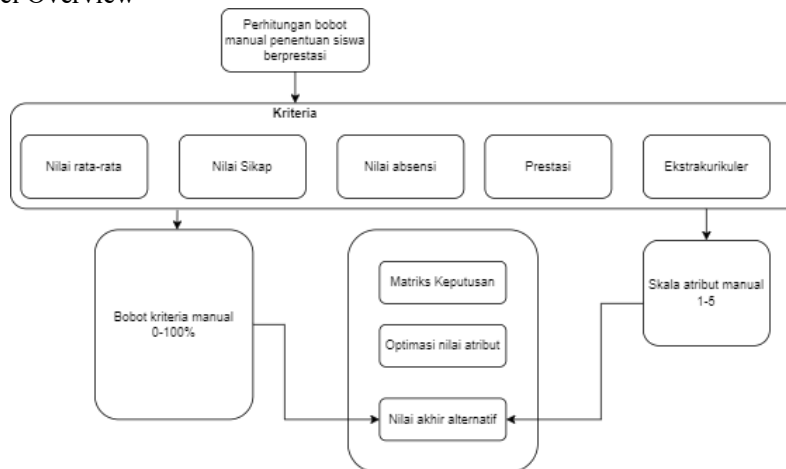 Overview
Perhitungan bobot
manual penentuan siswa
berprestasi
Kriteria
Nilai rata-rata
Nilai Sikap
Nilai absensi
Prestasi
Ekstrakurikuler
Bobot kriteria manual
0-100%
Matriks Keputusan
Optimasi nilai atribut
Nilai akhir alternatif
Skala atribut manual
1-5